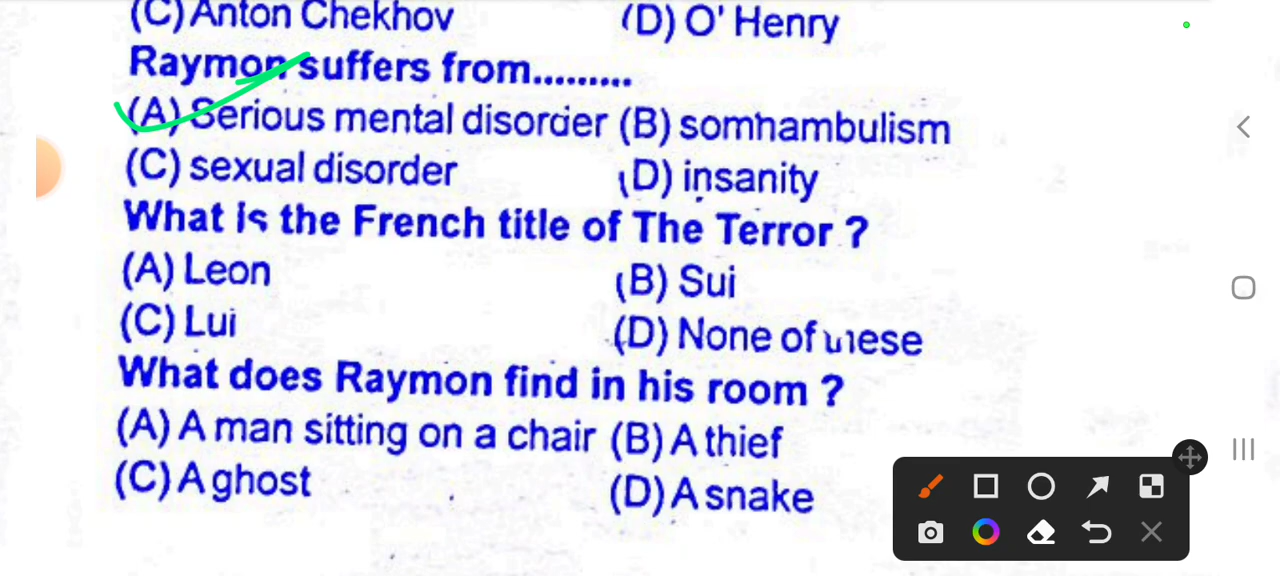 (C) Anton Chekhov (D) O' Henry
Raymon suffers from.........
(A) Serious mental disorder (B) somhambulism
(C) sexual disorder (D) insanity
What is the French title of The Terror ?
(A) Leon (B) Sui
(C) Lui (D) None of these
What does Raymon find in his room ?
(A) A man sitting on a chair (B) A thief
(C) A ghost (D) A snake